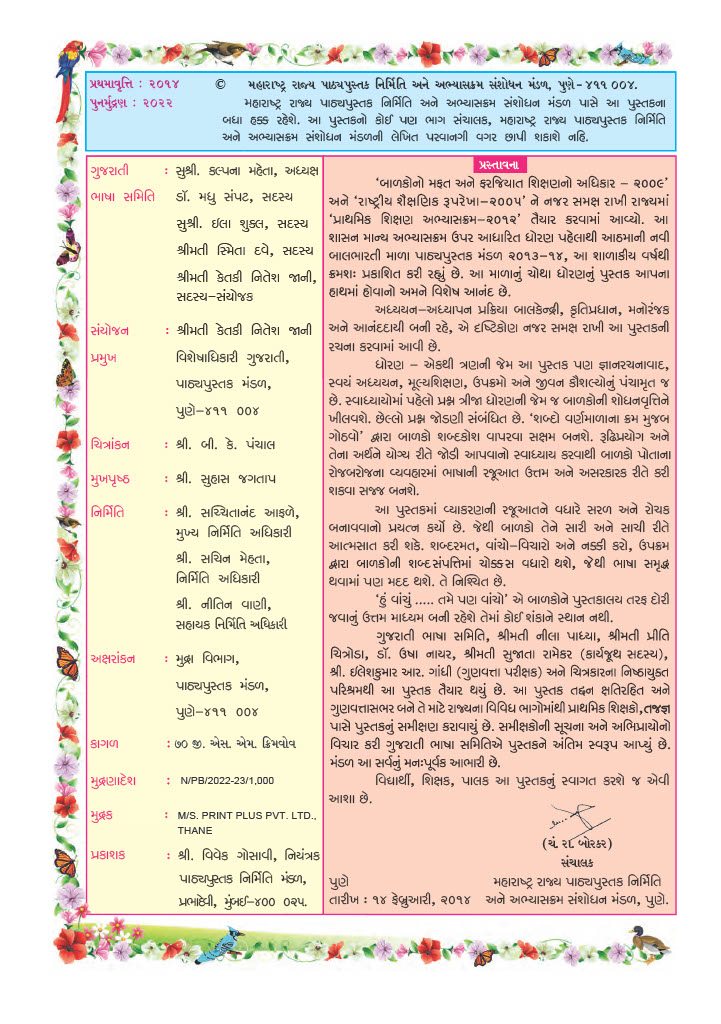 પ્રથમાવૃત્તિ : ૨૦૧૪
પુનર્મુદ્રણ : ૨૦૨૨
© મહારાષ્ટ્ર રાજ્ય પાઠ્યપુસ્તક નિર્મિતિ અને અભ્યાસક્રમ સંશોધન મંડળ, પુણે- ૪૧૧ ૦૦૪.
મહારાષ્ટ્ર રાજ્ય પાઠ્યપુસ્તક નિર્મિતિ અને અભ્યાસક્રમ સંશોધન મંડળ પાસે આ પુસ્તકના
બધા હક્ક રહેશે. આ પુસ્તકનો કોઈ પણ ભાગ સંચાલક, મહારાષ્ટ્ર રાજ્ય પાઠ્યપુસ્તક નિર્મિતિ
અને અભ્યાસક્રમ સંશોધન મંડળની લેખિત પરવાનગી વગર છાપી શકાશે નહિ.
ગુજરાતી : સુશ્રી. કલ્પના મહેતા, અધ્યક્ષ
ભાષા સમિતિ ડૉ. મધુ સંપટ, સદસ્ય
સુશ્રી. ઈલા શુક્લ, સદસ્ય
શ્રીમતી સ્મિતા દવે, સદસ્ય
શ્રીમતી કેતકી નિતેશ જાની,
સદસ્ય–સંયોજક
સંયોજન : શ્રીમતી કેતકી નિતેશ જાની
પ્રમુખ વિશેષાધિકારી ગુજરાતી,
પાઠ્યપુસ્તક મંડળ,
પુણે–૪૧૧ ૦૦૪
ચિત્રાંકન : શ્રી. બી. કે. પંચાલ
મુખપૃષ્ઠ : શ્રી. સુહાસ જગતાપ
નિર્મિતિ : શ્રી. સચ્ચિતાનંદ આફળે,
મુખ્ય નિર્મિતિ અધિકારી
શ્રી. સચિન મેહતા,
નિર્મિતિ અધિકારી
શ્રી. નીતિન વાણી,
સહાયક નિર્મિતિ અધિકારી
અક્ષરાંકન : મુદ્રા વિભાગ,
પાઠ્યપુસ્તક મંડળ,
પુણે–૪૧૧ ૦૦૪
કાગળ : ૭૦ જી. એસ. એમ. ક્રિમવોવ
મુદ્રણાદેશ : N/PB/2022-23/1,000
મુદ્રક : M/S. PRINT PLUS PVT. LTD.,
THANE
પ્રકાશક : શ્રી. વિવેક ગોસાવી, નિયંત્રક
પાઠ્યપુસ્તક નિર્મિતિ મંડળ,
પ્રભાદેવી, મુંબઈ–૪૦૦ ૦૨૫.
પ્રસ્તાવના
‘બાળકોનો મફત અને ફરજિયાત શિક્ષણનો અધિકાર – ૨૦૦૯’
અને ‘રાષ્ટ્રીય શૈક્ષણિક રૂપરેખા–૨૦૦૫’ ને નજર સમક્ષ રાખી રાજ્યમાં
‘પ્રાથમિક શિક્ષણ અભ્યાસક્રમ–૨૦૧૨’ તૈયાર કરવામાં આવ્યો. આ
શાસન માન્ય અભ્યાસક્રમ ઉપર આધારિત ધોરણ પહેલાથી આઠમાની નવી
બાલભારતી માળા પાઠ્યપુસ્તક મંડળ ૨૦૧૩–૧૪, આ શાળાકીય વર્ષથી
ક્રમશઃ પ્રકાશિત કરી રહ્યું છે. આ માળાનું ચોથા ધોરણનું પુસ્તક આપના
હાથમાં હોવાનો અમને વિશેષ આનંદ છે.
અધ્યયન–અધ્યાપન પ્રક્રિયા બાલકેન્દ્રી, કૃતિપ્રધાન, મનોરંજક
અને આનંદદાયી બની રહે, એ દષ્ટિકોણ નજર સમક્ષ રાખી આ પુસ્તકની
રચના કરવામાં આવી છે.
ધોરણ – એકથી ત્રણની જેમ આ પુસ્તક પણ જ્ઞાનરચનાવાદ,
સ્વયં અધ્યયન, મૂલ્યશિક્ષણ, ઉપક્રમો અને જીવન કૌશલ્યોનું પંચામૃત જ
છે. સ્વાધ્યાયોમાં પહેલો પ્રશ્ન ત્રીજા ધોરણની જેમ જ બાળકોની શોધનવૃત્તિને
ખીલવશે. છેલ્લો પ્રશ્ન જોડણી સંબંધિત છે. ‘શબ્દો વર્ણમાળાના ક્રમ મુજબ
ગોઠવો’ દ્વારા બાળકો શબ્દકોશ વાપરવા સક્ષમ બનશે. રૂઢિપ્રયોગ અને
તેના અર્થને યોગ્ય રીતે જોડી આપવાનો સ્વાધ્યાય કરવાથી બાળકો પોતાના
રોજબરોજના વ્યવહારમાં ભાષાની રજૂઆત ઉત્તમ અને અસરકારક રીતે કરી
શકવા સજ્જ બનશે.
આ પુસ્તકમાં વ્યાકરણની રજૂઆતને વધારે સરળ અને રોચક
બનાવવાનો પ્રયત્ન કર્યો છે. જેથી બાળકો તેને સારી અને સાચી રીતે
આત્મસાત કરી શકે. શબ્દરમત, વાંચો–વિચારો અને નક્કી કરો, ઉપક્રમ
દ્વારા બાળકોની શબ્દસંપત્તિમાં ચોક્કસ વધારો થશે, જેથી ભાષા સમૃદ્ધ
થવામાં પણ મદદ થશે. તે નિશ્ચિત છે.
‘હું વાંચું ..... તમે પણ વાંચો’ એ બાળકોને પુસ્તકાલય તરફ દોરી
જવાનું ઉત્તમ માધ્યમ બની રહેશે તેમાં કોઈ શંકાને સ્થાન નથી.
ગુજરાતી ભાષા સમિતિ, શ્રીમતી નીલા પાધ્યા, શ્રીમતી પ્રીતિ
ચિત્રોડા, ડૉ. ઉષા નાયર, શ્રીમતી સુજાતા રામેકર (કાર્યજૂથ સદસ્ય),
શ્રી. ઈલેશકુમાર આર. ગાંધી (ગુણવત્તા પરીક્ષક) અને ચિત્રકારના નિષ્ઠાયુક્ત
પરિશ્રમથી આ પુસ્તક તૈયાર થયું છે. આ પુસ્તક તદ્દન ક્ષતિરહિત અને
ગુણવત્તાસભર બને તે માટે રાજ્યના વિવિધ ભાગોમાંથી પ્રાથમિક શિક્ષકો,તજજ્ઞ
પાસે પુસ્તકનું સમીક્ષણ કરાવાયું છે. સમીક્ષકોની સૂચના અને અભિપ્રાયોનો
વિચાર કરી ગુજરાતી ભાષા સમિતિએ પુસ્તકને અંતિમ સ્વરૂપ આપ્યું છે.
મંડળ આ સર્વનું મનઃપૂર્વક આભારી છે.
વિદ્યાર્થી, શિક્ષક, પાલક આ પુસ્તકનું સ્વાગત કરશે જ એવી
આશા છે.
(ચં. રા. બોરકર)
સંચાલક
પુણે મહારાષ્ટ્ર રાજ્ય પાઠ્યપુસ્તક નિર્મિતિ
તારીખ : ૧૪ ફેબ્રુઆરી, ૨૦૧૪ અને અભ્યાસક્રમ સંશોધન મંડળ, પુણે.